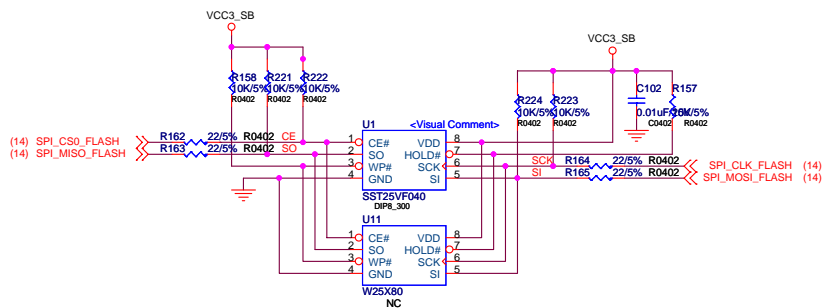 VCC3_SB
VCC3_SB
R158
10K/5%
R0402
R221
10K/5%
R0402
R222
10K/5%
R0402
R224
10K/5%
R0402
R223
10K/5%
R0402
C102
0.01uF/
C0402
R157
10K/5%
R0402
U1
<Visual Comment>
(14) SPI_CS0_FLASH
R162 22/5% R0402 CE
(14) SPI_MISO_FLASH
R163 22/5% R0402 SO
1 CE# VDD 8
2 SO HOLD# 7
3 WP# SCK 6
4 GND SI 5
SST25VF040
DIP8_300
SCK R164 22/5% R0402
SPI_CLK_FLASH (14)
SI R165 22/5% R0402
SPI_MOSI_FLASH (14)
U11
1 CE# VDD 8
2 SO HOLD# 7
3 WP# SCK 6
4 GND SI 5
W25X80
NC